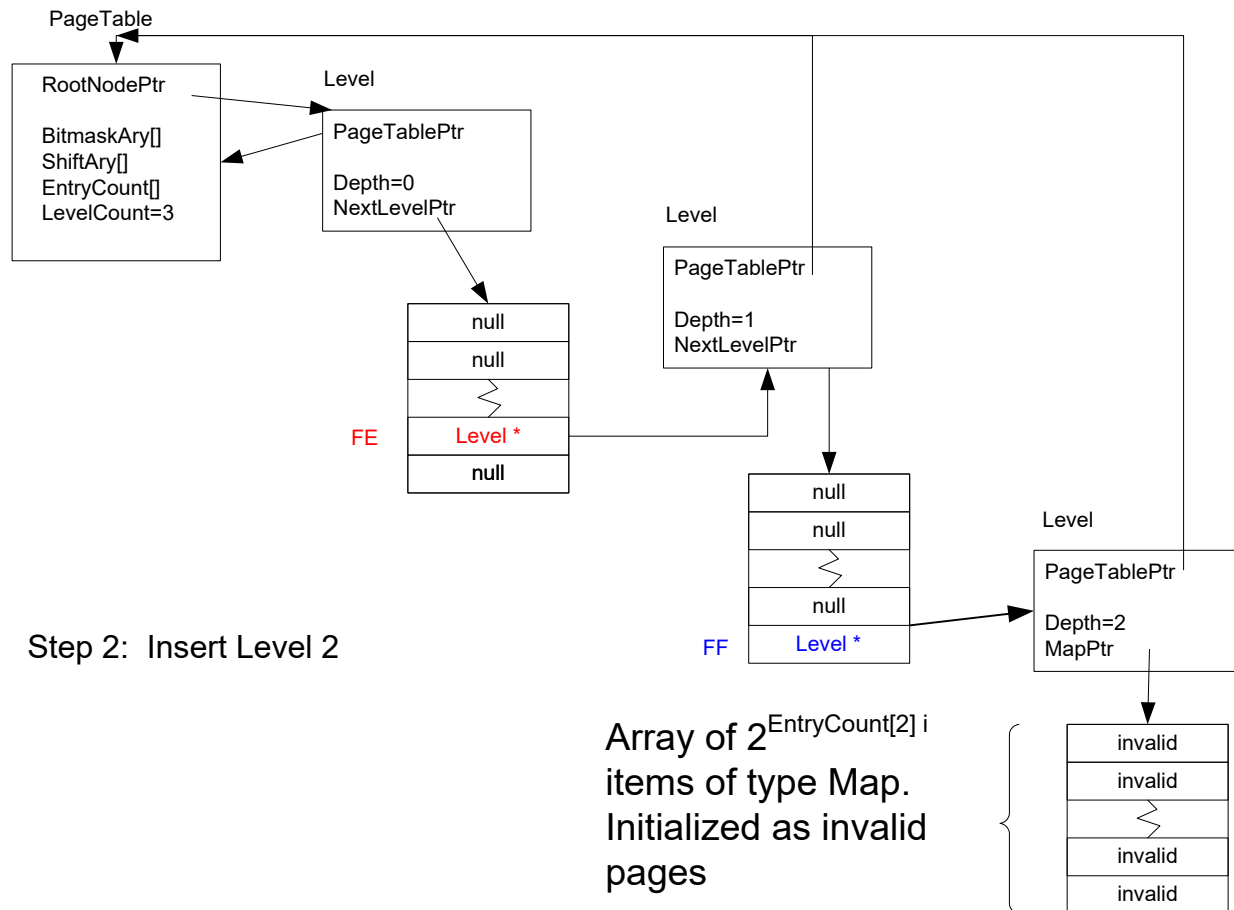 PageTable
RootNodePtr
BitmaskAry[]
ShiftAry[]
EntryCount[]
LevelCount=3
Level
PageTablePtr
Depth=0
NextLevelPtr
null
null
FE
Level *
null
Level
PageTablePtr
Depth=1
NextLevelPtr
null
null
null
FF
Level *
Level
PageTablePtr
Depth=2
MapPtr
Step 2: Insert Level 2
Array of 2EntryCount[2] i
items of type Map.
Initialized as invalid
pages
invalid
invalid
invalid
invalid